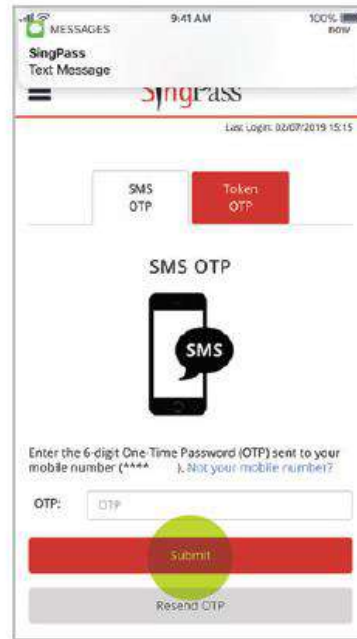 9:41 AM
100%
MESSAGES
now
SingPass
Text Message
SingPass
Last Login: 02/07/2019 15:15
SMS OTP
Token OTP
SMS OTP
SMS
Enter the 6-digit One-Time Password (OTP) sent to your
mobile number (**** ). Not your mobile number?
OTP:
OTP
Submit
Resend OTP